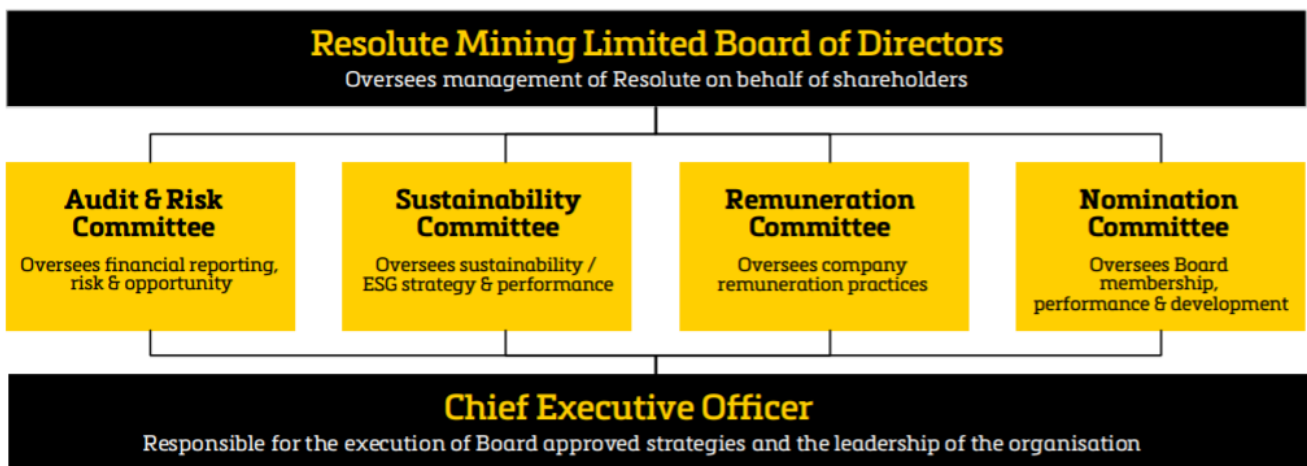 Resolute Mining Limited Board of Directors
Oversees management of Resolute on behalf of shareholders
Audit & Risk
Committee
Oversees financial reporting,
risk & opportunity
Sustainability
Committee
Oversees sustainability /
ESG strategy & performance
Remuneration
Committee
Oversees company
remuneration practices
Nomination
Committee
Oversees Board
membership,
performance & development
Chief Executive Officer
Responsible for the execution of Board approved strategies and the leadership of the organisation